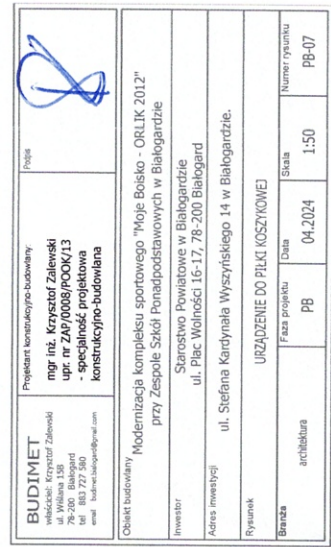 BUDIMET
właściciel: Krzysztof Zalewski
ul. Wiślana 15B
78-200 Białogard
tel 883 727 580
email budimet.bialogard@gmail.com
Projektant konstrukcyjno-budowlany:
mgr inż. Krzysztof Zalewski
upr. nr ZAP/0008/POOK/13
- specjalność projektowa
konstrukcyjno-budowlana
Podpis
Obiekt budowlany
Modernizacja kompleksu sportowego "Moje Boisko - ORLIK 2012"
przy Zespole Szkół Ponadpodstawowych w Białogardzie
Inwestor
Starostwo Powiatowe w Białogardzie
ul. Plac Wolności 16-17, 78-200 Białogard
Adres inwestycji
ul. Stefana Kardynała Wyszyńskiego 14 w Białogardzie.
Rysunek
URZĄDZENIE DO PIŁKI KOSZYKOWEJ
Branża
architektura
Faza projektu
PB
Data
04.2024
Skala
1:50
Numer rysunku
PB-07